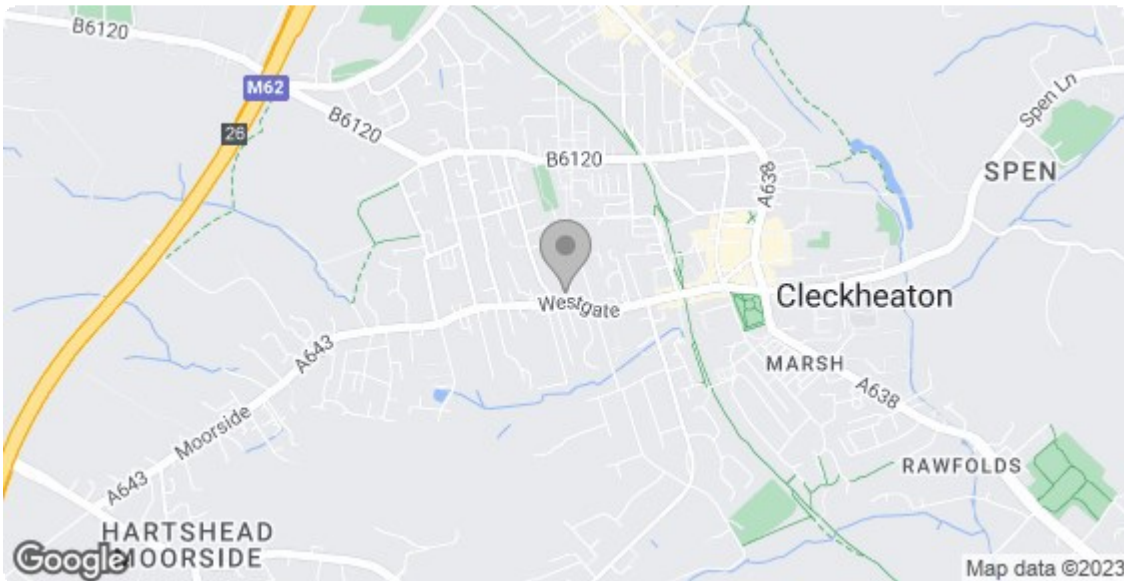 B6120
M62
26
B6120
B6120
A638
Spen Ln
SPEN
Westgate
Cleckheaton
A643
MARSH
A638
Moorside
A643
RAWFOLDS
HARTSHEAD
MOORSIDE
Google
Map data ©2023